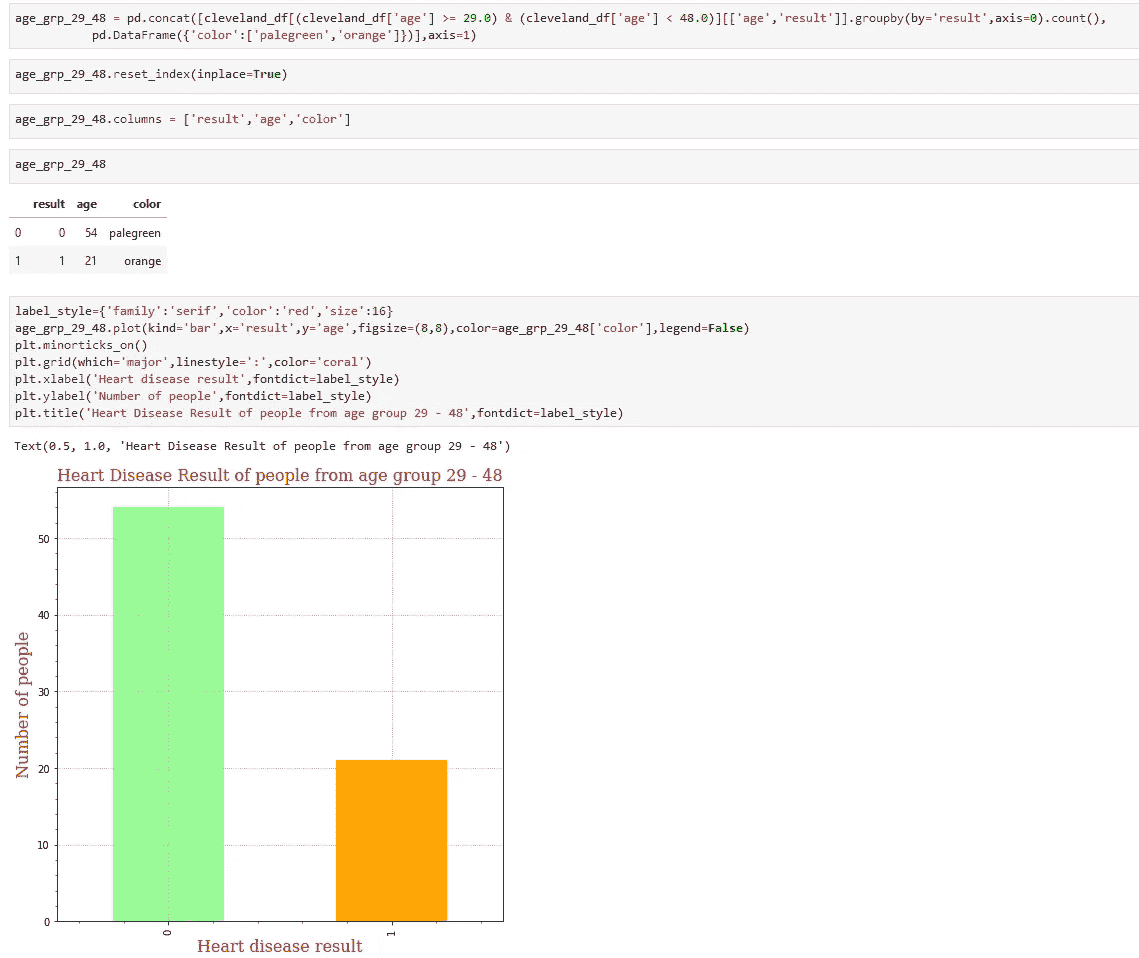 age_grp_29_48 = pd.concat([cleveland_df[(cleveland_df['age'] >= 29.0) & (cleveland_df['age'] < 48.0)][['age','result']].groupby(by='result',axis=0).count(),
pd.DataFrame({'color':['palegreen','orange']})],axis=1)
age_grp_29_48.reset_index(inplace=True)
age_grp_29_48.columns = ['result','age','color']
age_grp_29_48
result age color
0 0 54 palegreen
1 1 21 orange
label_style={'family':'serif','color':'red','size':16}
age_grp_29_48.plot(kind='bar',x='result',y='age',figsize=(8,8),color=age_grp_29_48['color'],legend=False)
plt.minorticks_on()
plt.grid(which='major',linestyle=':',color='coral')
plt.xlabel('Heart disease result',fontdict=label_style)
plt.ylabel('Number of people',fontdict=label_style)
plt.title('Heart Disease Result of people from age group 29 - 48',fontdict=label_style)
Text(0.5, 1.0, 'Heart Disease Result of people from age group 29 - 48')
Heart Disease Result of people from age group 29 - 48
Number of people
50
40
30
20
10
0
0 1
Heart disease result